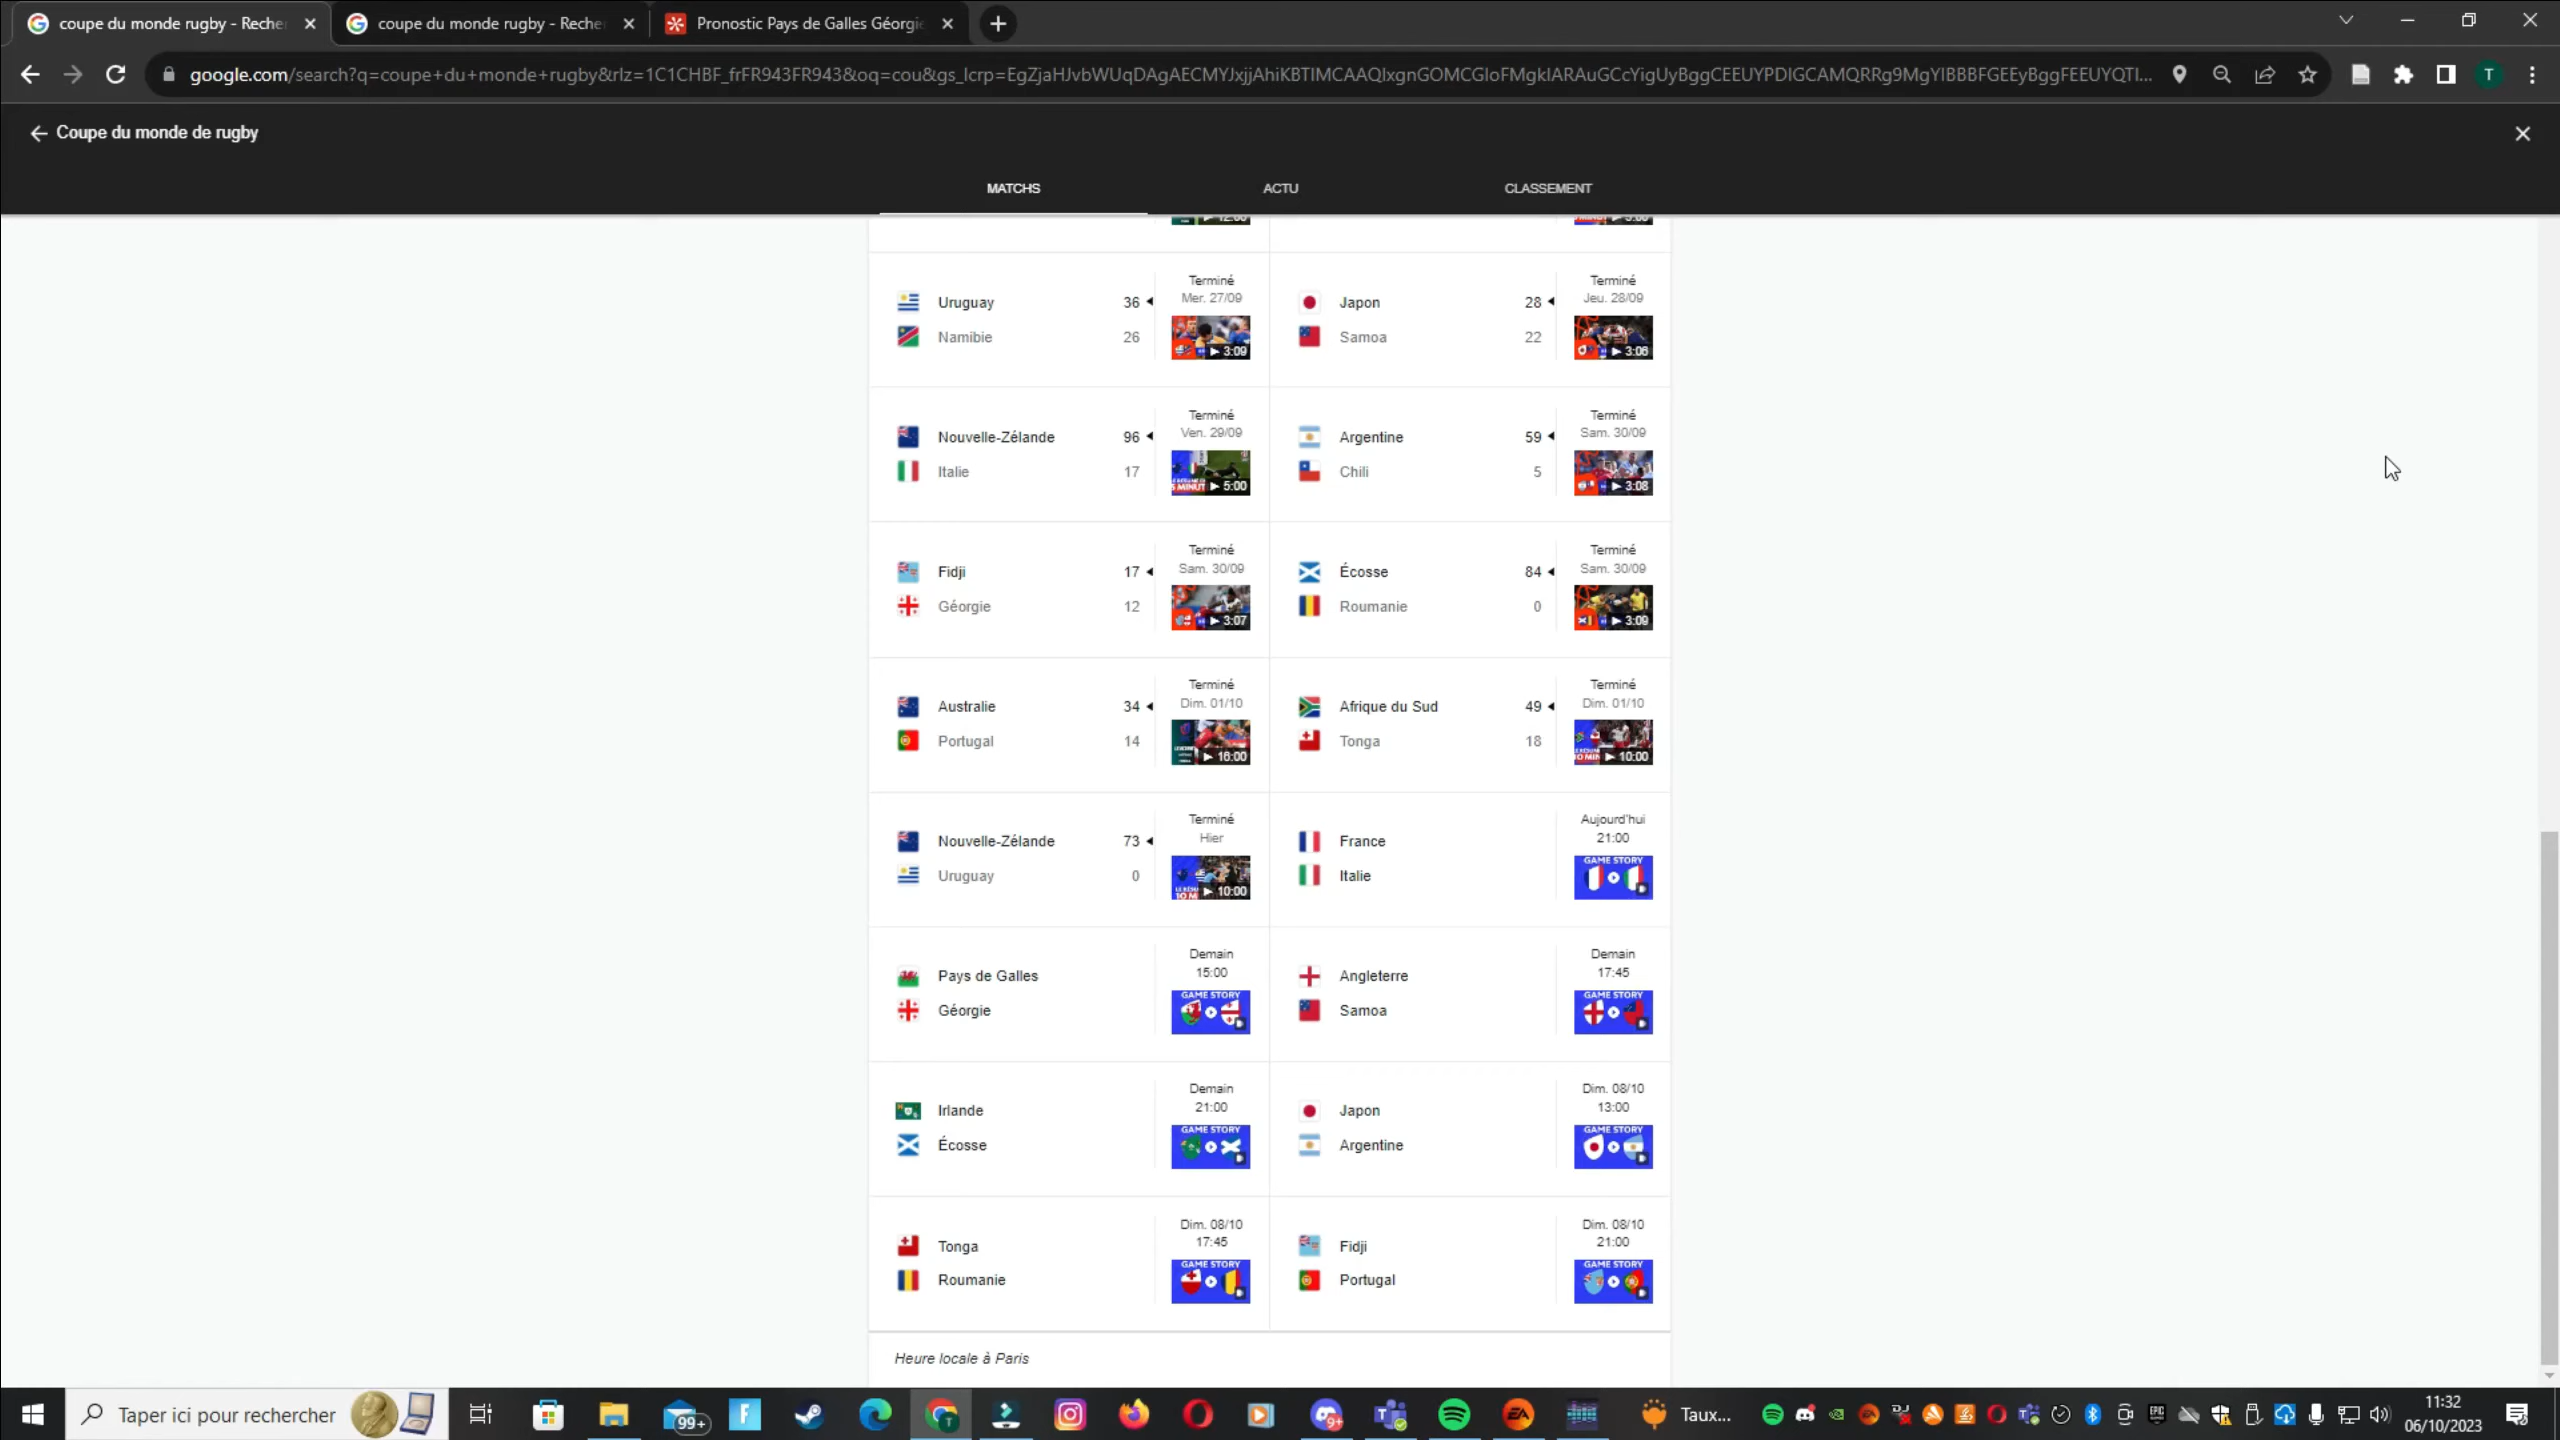 coupe du monde rugby - Reche
coupe du monde rugby - Reche
Pronostic Pays de Galles Géorgie
google.com/search?q=coupe+du+monde+rugby&rlz=1C1CHBF_frFR943FR943&oq=cou&gs_lcrp=
T
Coupe du monde de rugby
MATCHS
ACTU
CLASSEMENT
12:00
5:00
Uruguay 36
Namibie 26
Terminé
Mer. 27/09
3:09
Japon 28
Samoa 22
Terminé
Jeu. 28/09
3:06
Nouvelle-Zélande 96
Italie 17
Terminé
Ven. 29/09
5:00
Argentine 59
Chili 5
Terminé
Sam. 30/09
3:08
Fidji 17
Géorgie 12
Terminé
Sam. 30/09
3:07
Écosse 84
Roumanie 0
Terminé
Sam. 30/09
3:09
Australie 34
Portugal 14
Terminé
Dim. 01/10
16:00
Afrique du Sud 49
Tonga 18
Terminé
Dim. 01/10
10:00
Nouvelle-Zélande 73
Uruguay 0
Terminé
Hier
10:00
France
Italie
Aujourd'hui
21:00
GAME STORY
Pays de Galles
Géorgie
Demain
15:00
GAME STORY
Angleterre
Samoa
Demain
17:45
GAME STORY
Irlande
Écosse
Demain
21:00
GAME STORY
Japon
Argentine
Dim. 08/10
13:00
GAME STORY
Tonga
Roumanie
Dim. 08/10
17:45
GAME STORY
Fidji
Portugal
Dim. 08/10
21:00
GAME STORY
Heure locale à Paris
Taper ici pour rechercher
99+
9+
EA
Taux...
11:32
06/10/2023